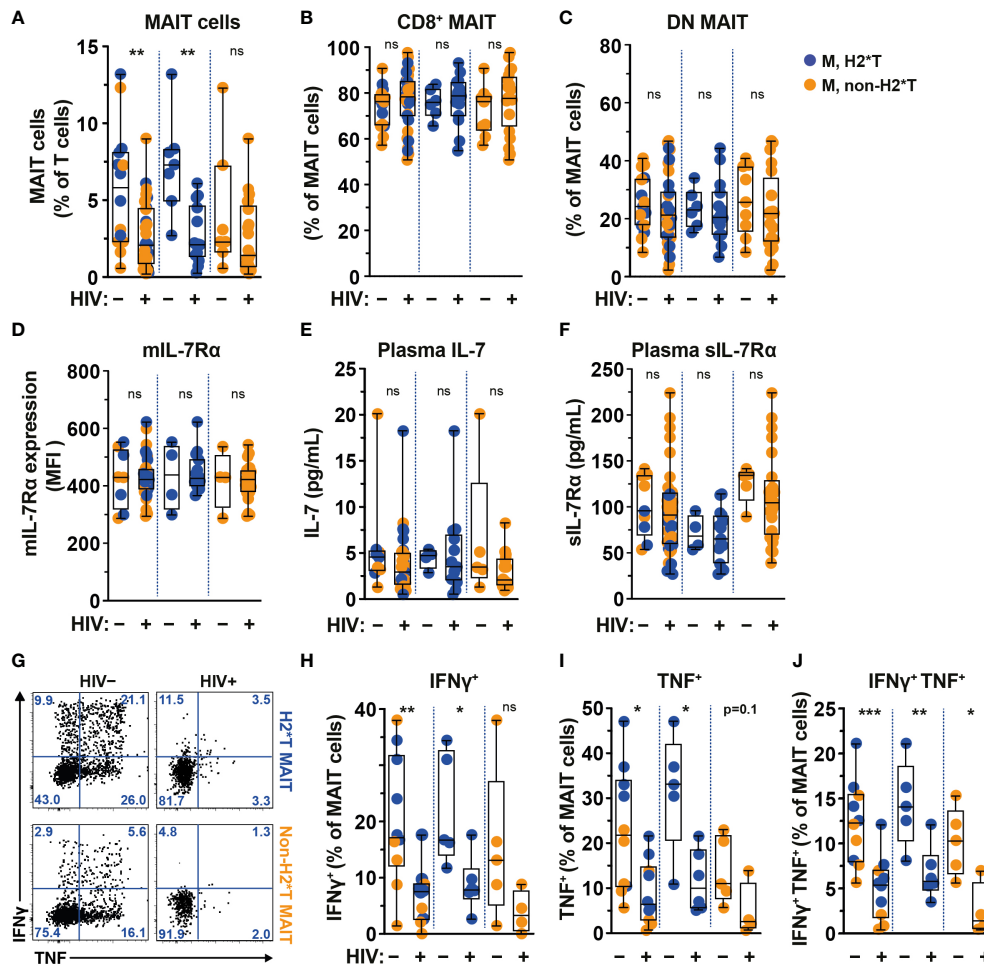 A
MAIT cells
MAIT cells
(% of T cells)
15
10
5
0
**
**
ns
HIV:
–
+
–
+
–
+
B
CD8⁺ MAIT
(% of MAIT cells)
100
80
60
40
20
0
ns
ns
ns
–
+
–
+
–
+
C
DN MAIT
(% of MAIT cells)
80
60
40
20
0
ns
ns
ns
HIV:
–
+
–
+
–
+
M, H2*T
M, non-H2*T
D
mIL-7Rα
mIL-7Rα expression
(MFI )
800
600
400
200
0
ns
ns
ns
HIV:
–
+
–
+
–
+
E
Plasma IL-7
IL-7 (pg/mL)
25
20
15
10
5
0
ns
ns
ns
HIV:
–
+
–
+
–
+
F
Plasma sIL-7Rα
sIL-7Rα (pg/mL)
250
200
150
100
50
0
ns
ns
ns
HIV:
–
+
–
+
–
+
G
HIV–
HIV+
9.9
21.1
43.0
26.0
11.5
3.5
81.7
3.3
H2*T
MAIT
2.9
5.6
75.4
16.1
4.8
1.3
91.9
2.0
Non-H2*T
MAIT
IFNγ
TNF
H
IFNγ⁺
IFNγ⁺ (% of MAIT cells)
40
30
20
10
0
**
*
ns
HIV:
–
+
–
+
–
+
I
TNF⁺
TNF⁺ (% of MAIT cells)
50
40
30
20
10
0
*
*
p=0.1
–
+
–
+
–
+
J
IFNγ⁺ TNF⁺
IFNγ⁺ TNF⁺ (% of MAIT cells)
25
20
15
10
5
0
***
**
*
–
+
–
+
–
+